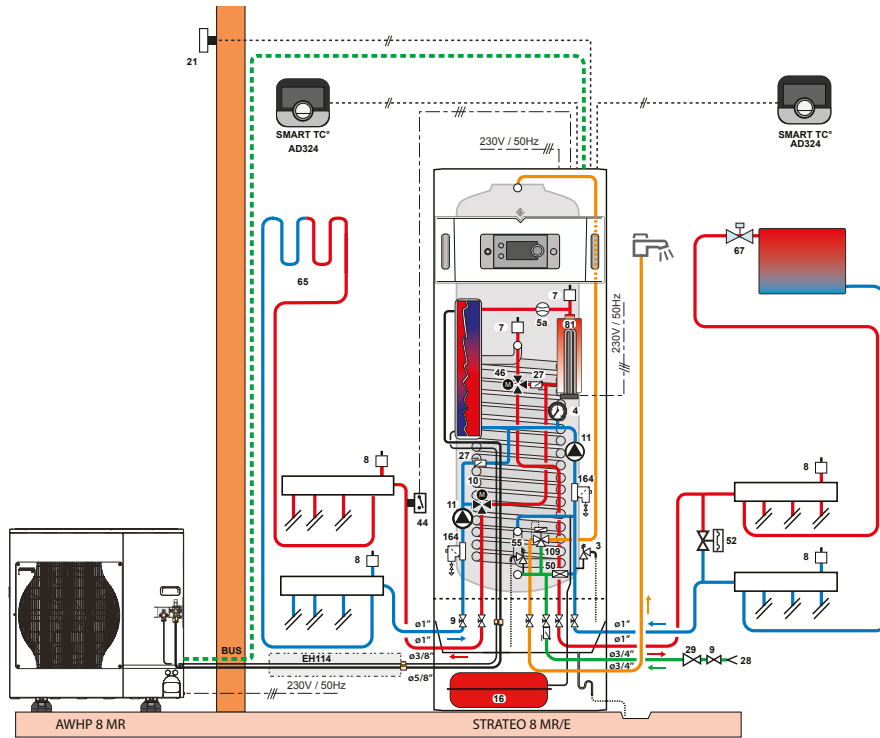 21
SMART TC°
AD324
SMART TC°
AD324
230V / 50Hz
65
67
7
5a
81
7
230V / 50Hz
46
M
27
4
11
8
27
10
M
11
164
164
44
8
8
52
8
55
109
50
3
9
ø1"
ø1"
ø3/8"
ø5/8"
ø1"
ø1"
ø3/4"
ø3/4"
29
9
28
BUS
EH114
230V / 50Hz
16
AWHP 8 MR
STRATEO 8 MR/E